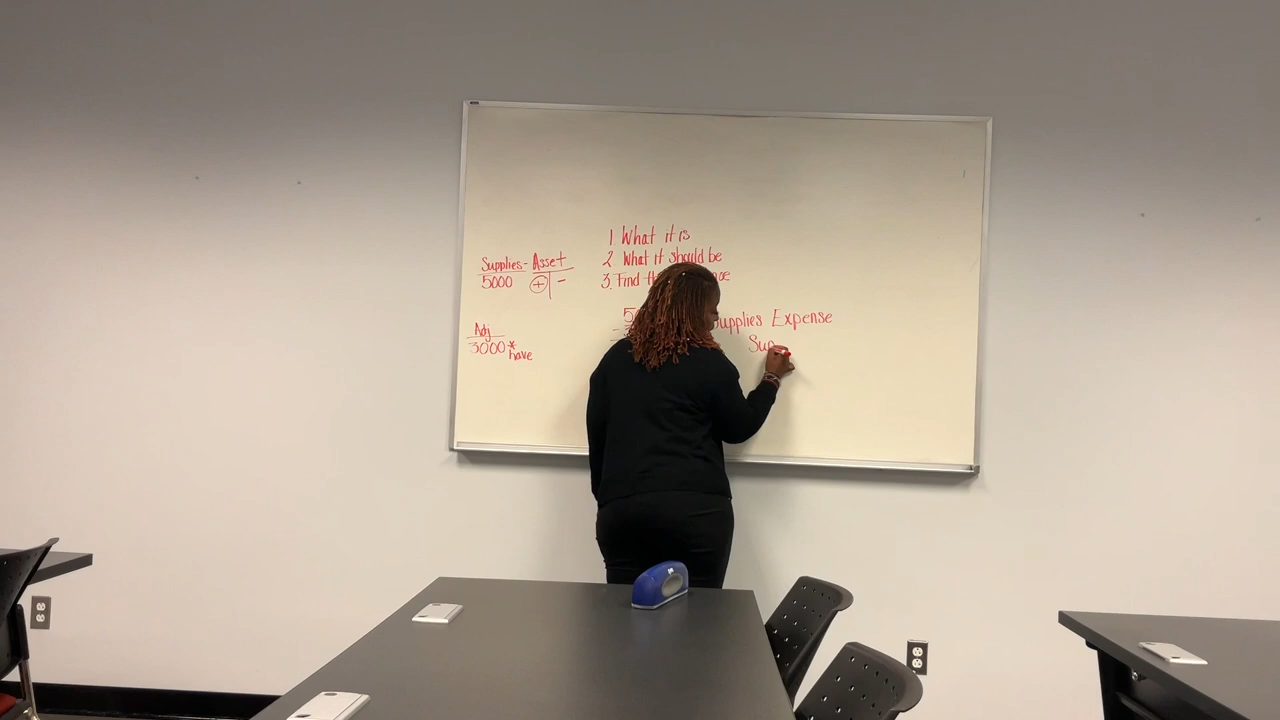 1 What it is
2 What it should be
3. Find
Supplies - Asset
5000 + -
Supplies Expense
Adj
3000* have
Sup